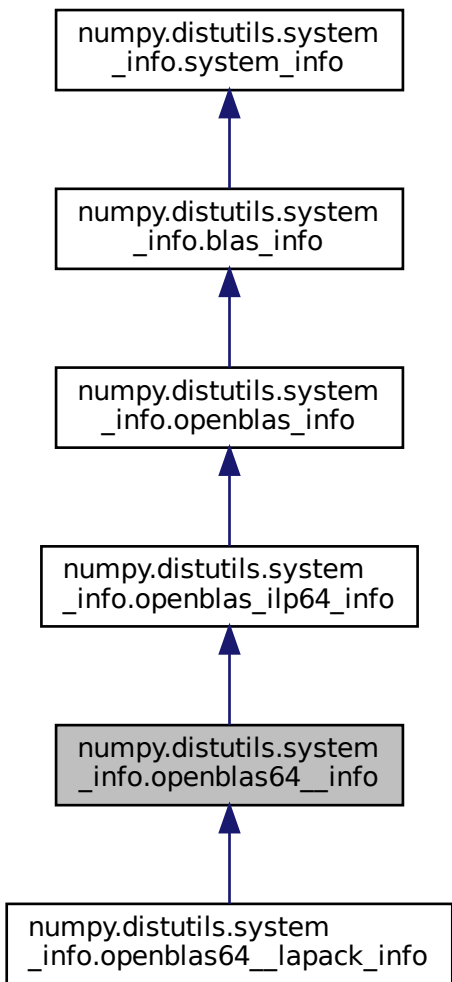 numpy.distutils.system
_info.system_info
numpy.distutils.system
_info.blas_info
numpy.distutils.system
_info.openblas_info
numpy.distutils.system
_info.openblas_ilp64_info
numpy.distutils.system
_info.openblas64__info
numpy.distutils.system
_info.openblas64__lapack_info